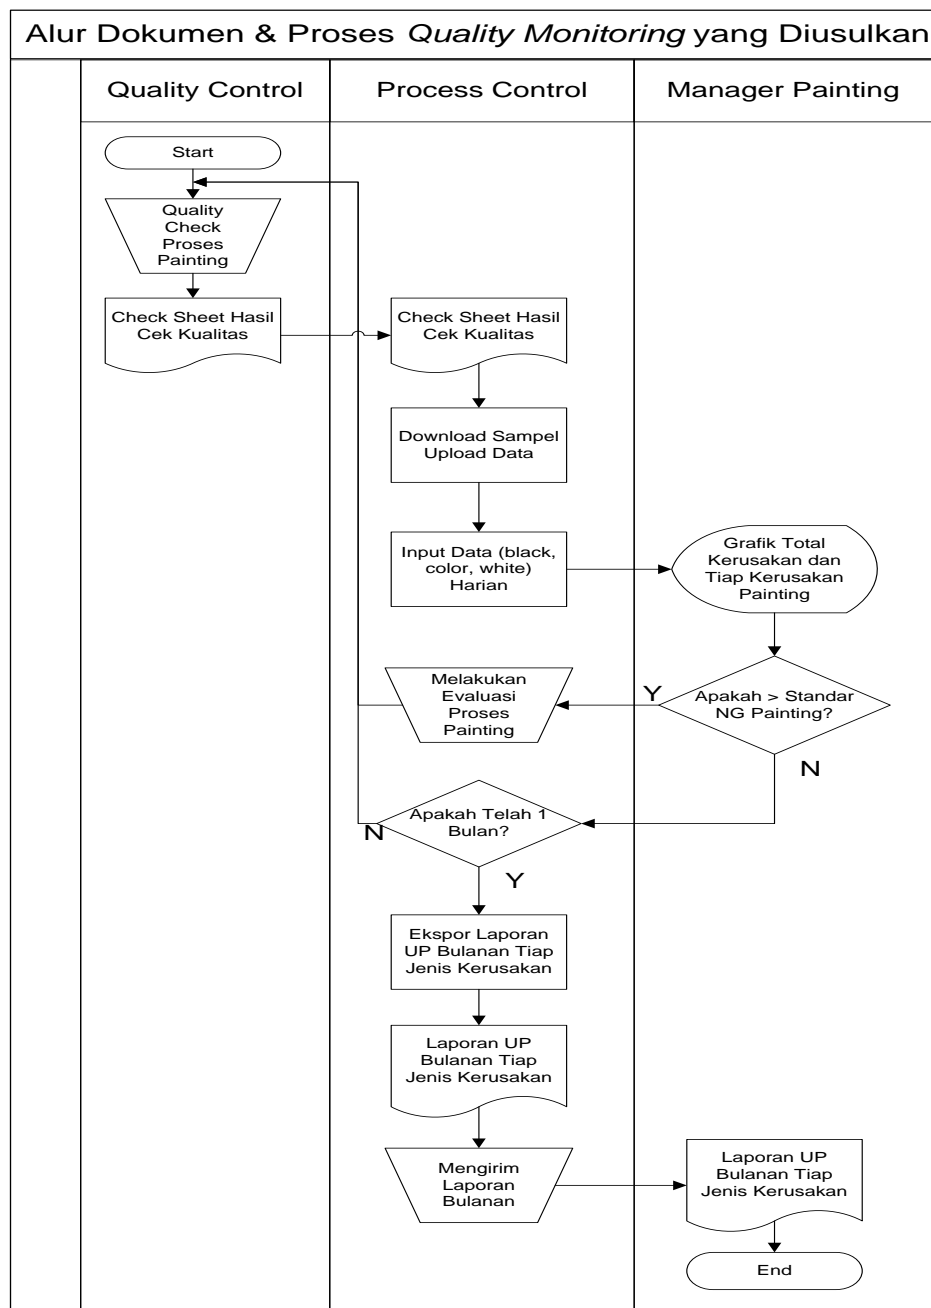 Alur Dokumen & Proses Quality Monitoring yang Diusulkan
Quality Control
Process Control
Manager Painting
Start
Quality
Check
Proses
Painting
Check Sheet Hasil
Cek Kualitas
Check Sheet Hasil
Cek Kualitas
Download Sampel
Upload Data
Input Data (black,
color, white)
Harian
Grafik Total
Kerusakan dan
Tiap Kerusakan
Painting
Apakah > Standar
NG Painting?
Y
N
Melakukan
Evaluasi
Proses
Painting
Apakah Telah 1
Bulan?
N
Y
Ekspor Laporan
UP Bulanan Tiap
Jenis Kerusakan
Laporan UP
Bulanan Tiap
Jenis Kerusakan
Mengirim
Laporan
Bulanan
Laporan UP
Bulanan Tiap
Jenis Kerusakan
End